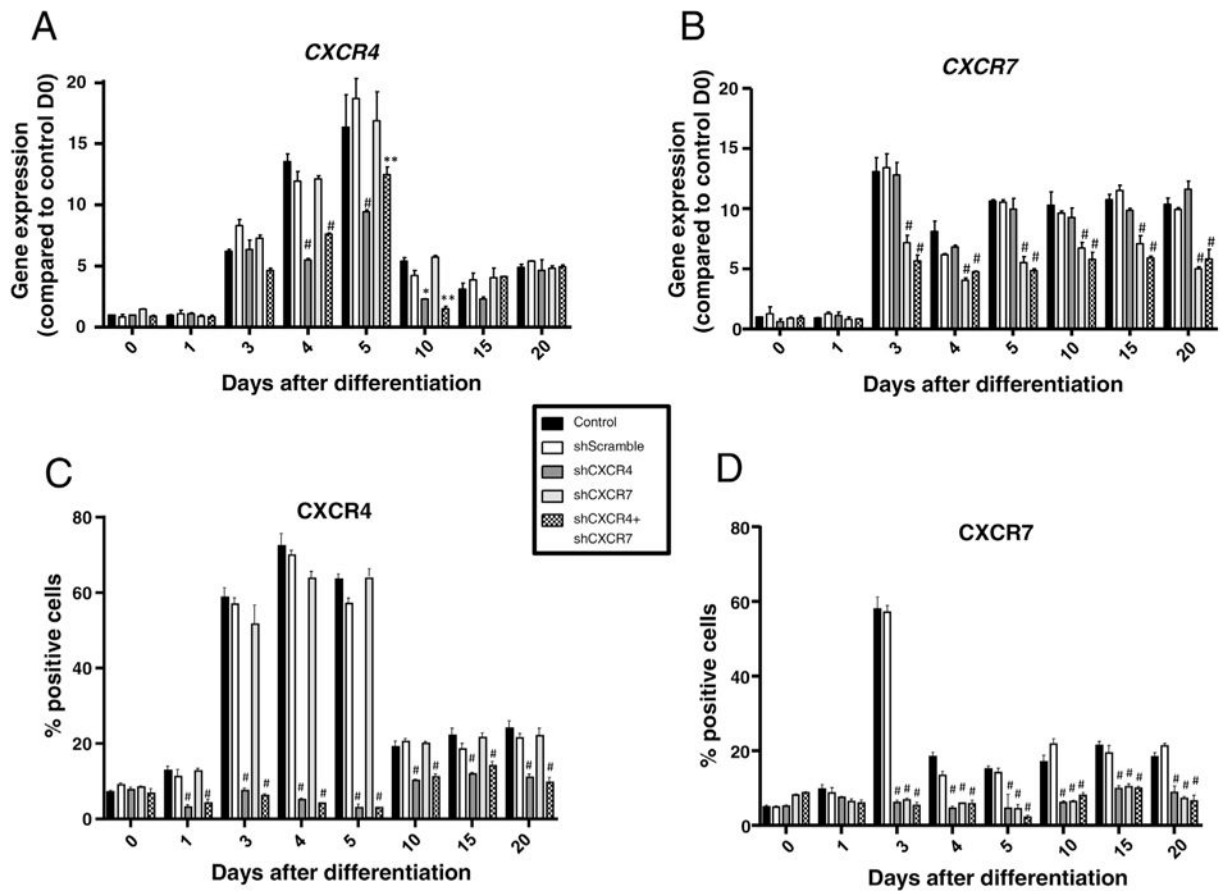 A
CXCR4
Gene expression
(compared to control D0)
20
15
10
5
0
# # # ** * **
0 1 3 4 5 10 15 20
Days after differentiation
B
CXCR7
Gene expression
(compared to control D0)
20
15
10
5
0
# # # # # # # # # # # #
0 1 3 4 5 10 15 20
Days after differentiation
Control
shScramble
shCXCR4
shCXCR7
shCXCR4+
shCXCR7
C
CXCR4
% positive cells
80
60
40
20
0
# # # # # # # # # # # # # #
0 1 3 4 5 10 15 20
Days after differentiation
D
CXCR7
% positive cells
80
60
40
20
0
# # # # # # # # # # # # # # # # # #
0 1 3 4 5 10 15 20
Days after differentiation